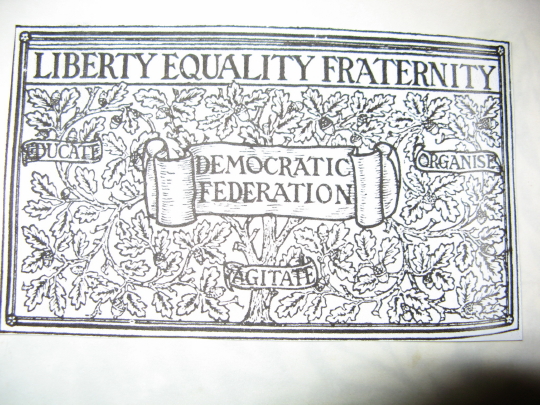 LIBERTY EQUALITY FRATERNITY
EDUCATE
DEMOCRATIC
FEDERATION
ORGANISE
AGITATE